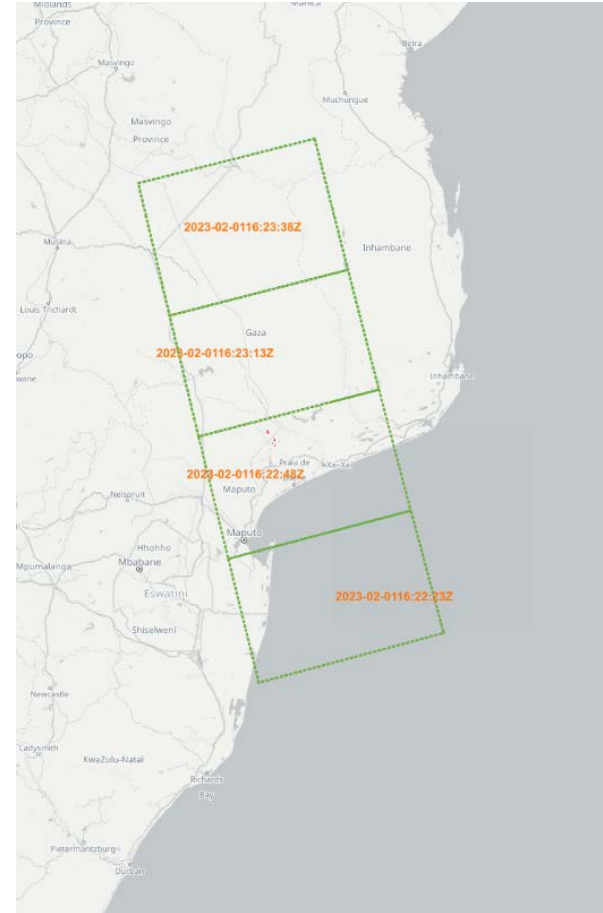 Midlands
Province
Manica
Beira
Masvingo
Muchungue
Masvingo
Province
2023-02-0116:23:38Z
Musina
Inhambane
Louis Trichardt
Gaza
2023-02-0116:23:13Z
Inhambane
Praia de
Xai-Xai
2023-02-0116:22:48Z
Maputo
Nelspruit
Maputo
Hhohho
Mbabane
Mpumalanga
Eswatini
2023-02-0116:22:23Z
Shiselweni
Newcastle
Ladysmith
KwaZulu-Natal
Richards
Bay
Pietermaritzburg
Durban